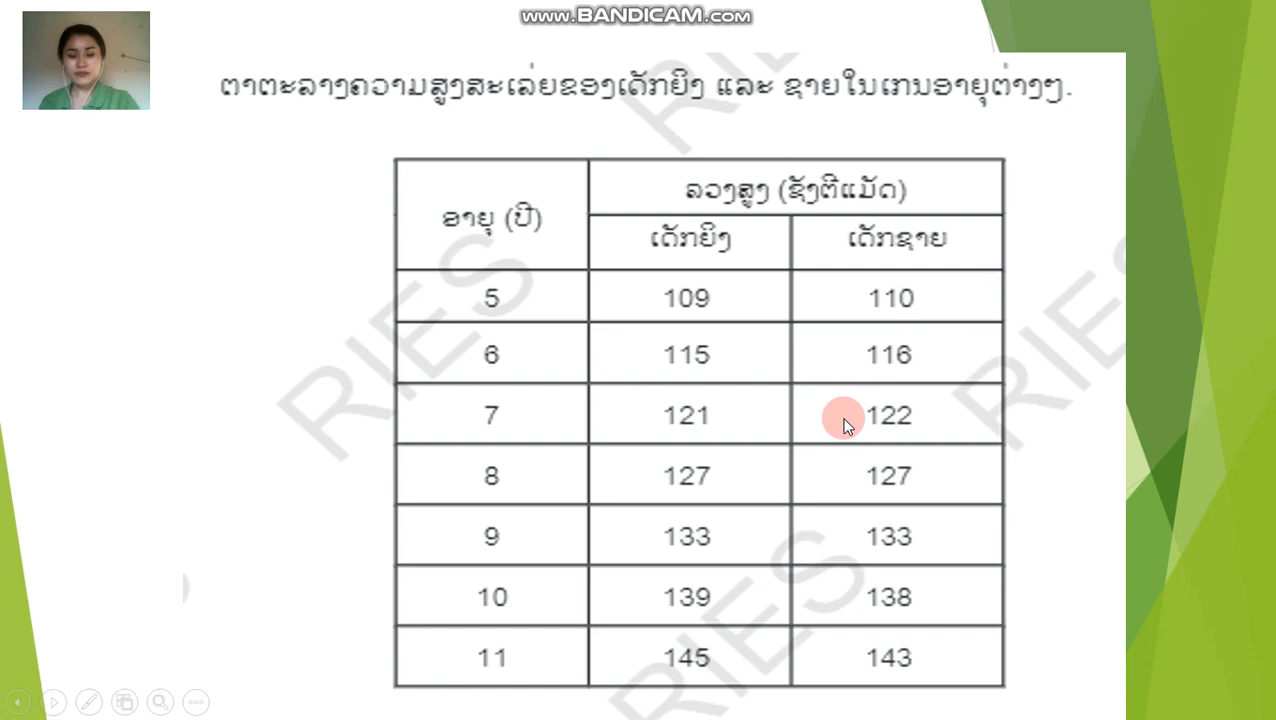 www.BANDICAM.com
ຕາຕະລາງຄວາມສູງສະເລ່ຍຂອງເດັກຍິງ ແລະ ຊາຍໃນເກນອາຍຸຕ່າງໆ.
ອາຍຸ (ປີ) ລວງສູງ (ຊັງຕີແມັດ)
ເດັກຍິງ ເດັກຊາຍ
5 109 110
6 115 116
7 121 122
8 127 127
9 133 133
10 139 138
11 145 143
RIES
RIES
RIES
RIES